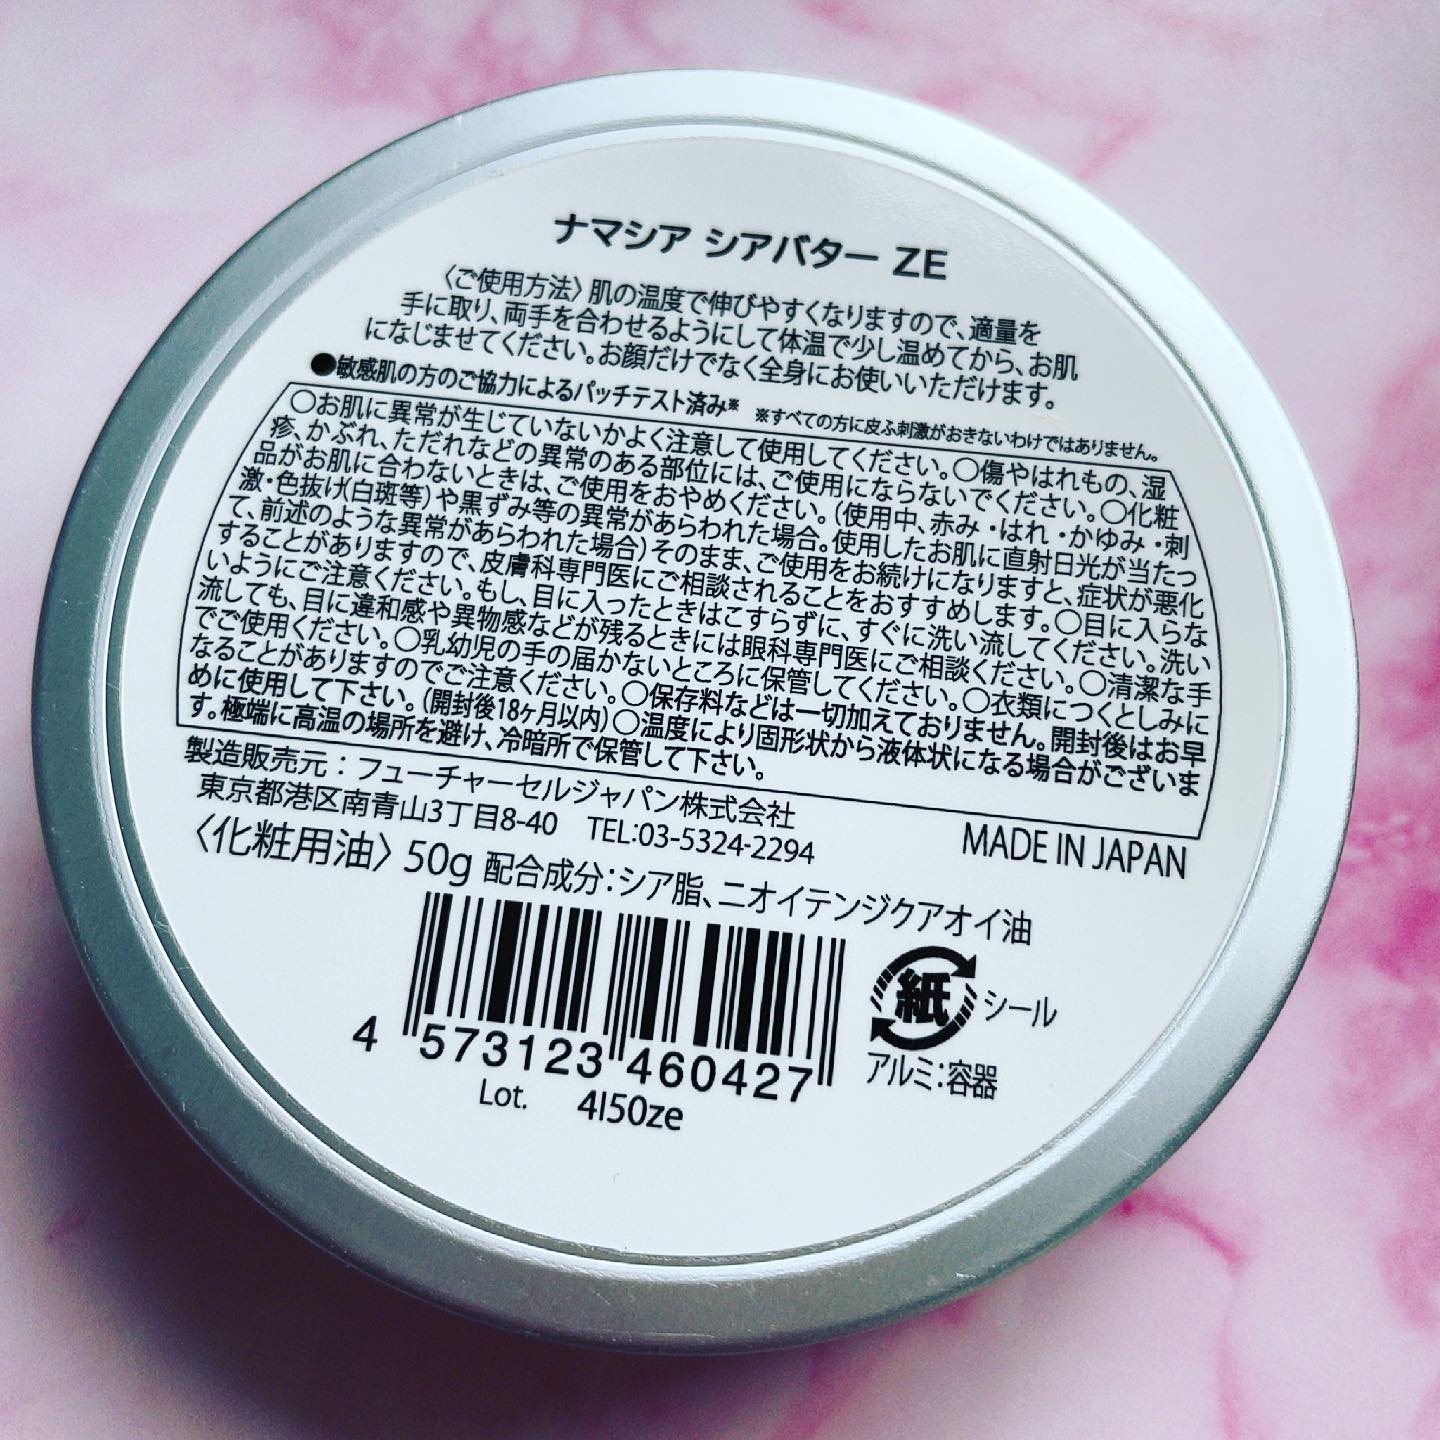 ナマシア シアバター ZE
〈ご使用方法〉肌の温度で伸びやすくなりますので、適量を
手に取り、両手を合わせるようにして体温で少し温めてから、お肌
になじませてください。お顔だけでなく全身にお使いいただけます。
●敏感肌の方のご協力によるパッチテスト済み※ ※すべての方に皮ふ刺激がおきないわけではありません。
○お肌に異常が生じていないかよく注意して使用してください。○傷やはれもの、湿
疹、かぶれ、ただれなどの異常のある部位には、ご使用にならないでください。○化粧
品がお肌に合わないときは、ご使用をおやめください。(使用中、赤み・はれ・かゆみ・刺
激・色抜け(白斑等)や黒ずみ等の異常があらわれた場合。使用したお肌に直射日光が当たっ
て、前述のような異常があらわれた場合)そのまま、ご使用をお続けになりますと、症状が悪化
することがありますので、皮膚科専門医にご相談されることをおすすめします。○目に入らな
いようにご注意ください。もし、目に入ったときはこすらずに、すぐに洗い流してください。洗い
流しても、目に違和感や異物感などが残るときには眼科専門医にご相談ください。○清潔な手
でご使用ください。○乳幼児の手の届かないところに保管してください。○衣類につくとしみに
なることがありますのでご注意ください。○保存料などは一切加えておりません。開封後はお早
めに使用して下さい。(開封後18ヶ月以内)○温度により固形状から液体状になる場合がございま
す。極端に高温の場所を避け、冷暗所で保管して下さい。
製造販売元：フューチャーセルジャパン株式会社
東京都港区南青山3丁目8-40 TEL:03-5324-2294
MADE IN JAPAN
〈化粧用油〉50g 配合成分：シア脂、ニオイテンジクアオイ油
4 573123 460427
Lot. 4I50ze
紙 シール
アルミ：容器